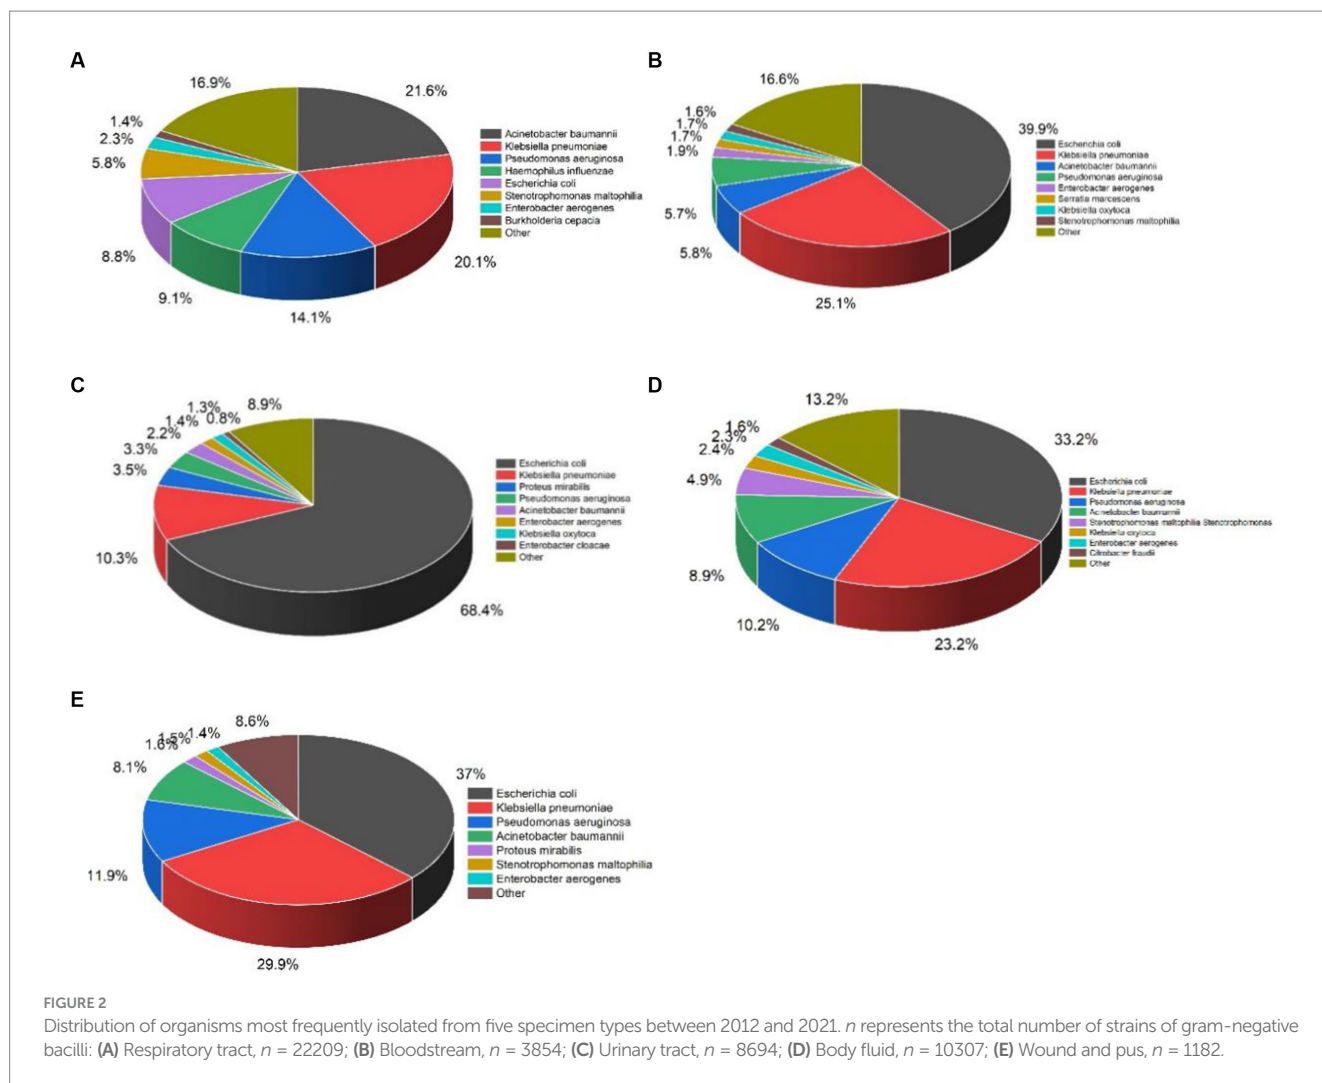 A
16.9%
21.6%
1.4%
2.3%
5.8%
8.8%
9.1%
14.1%
20.1%
Acinetobacter baumannii
Klebsiella pneumoniae
Pseudomonas aeruginosa
Haemophilus influenzae
Escherichia coli
Stenotrophomonas maltophilia
Enterobacter aerogenes
Burkholderia cepacia
Other
B
16.6%
39.9%
1.6%
1.7%
1.7%
1.9%
5.7%
5.8%
25.1%
Escherichia coli
Klebsiella pneumoniae
Acinetobacter baumannii
Pseudomonas aeruginosa
Enterobacter aerogenes
Serratia marcescens
Klebsiella oxytoca
Stenotrophomonas maltophilia
Other
C
8.9%
0.8%
1.3%
1.4%
2.2%
3.3%
3.5%
10.3%
68.4%
Escherichia coli
Klebsiella pneumoniae
Proteus mirabilis
Pseudomonas aeruginosa
Acinetobacter baumannii
Enterobacter aerogenes
Klebsiella oxytoca
Enterobacter cloacae
Other
D
13.2%
33.2%
1.6%
2.3%
2.4%
4.9%
8.9%
10.2%
23.2%
Escherichia coli
Klebsiella pneumoniae
Pseudomonas aeruginosa
Acinetobacter baumannii
Stenotrophomonas maltophilia Stenotrophomonas
Klebsiella oxytoca
Enterobacter aerogenes
Citrobacter fraudii
Other
E
8.6%
37%
1.4%
1.5%
1.6%
8.1%
11.9%
29.9%
Escherichia coli
Klebsiella pneumoniae
Pseudomonas aeruginosa
Acinetobacter baumannii
Proteus mirabilis
Stenotrophomonas maltophilia
Enterobacter aerogenes
Other
FIGURE 2
Distribution of organisms most frequently isolated from five specimen types between 2012 and 2021. n represents the total number of strains of gram-negative
bacilli: (A) Respiratory tract, n = 22209; (B) Bloodstream, n = 3854; (C) Urinary tract, n = 8694; (D) Body fluid, n = 10307; (E) Wound and pus, n = 1182.